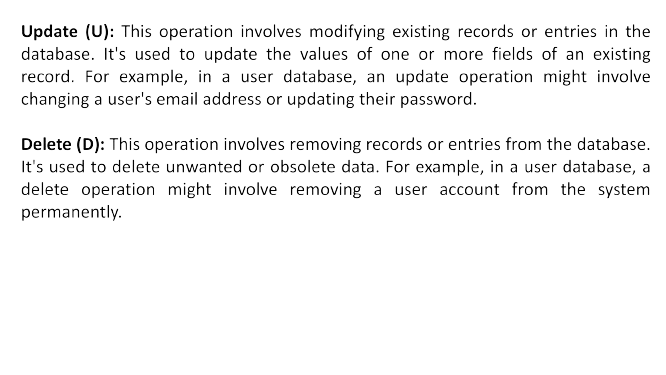 Update (U): This operation involves modifying existing records or entries in the
database. It's used to update the values of one or more fields of an existing
record. For example, in a user database, an update operation might involve
changing a user's email address or updating their password.
Delete (D): This operation involves removing records or entries from the database.
It's used to delete unwanted or obsolete data. For example, in a user database, a
delete operation might involve removing a user account from the system
permanently.